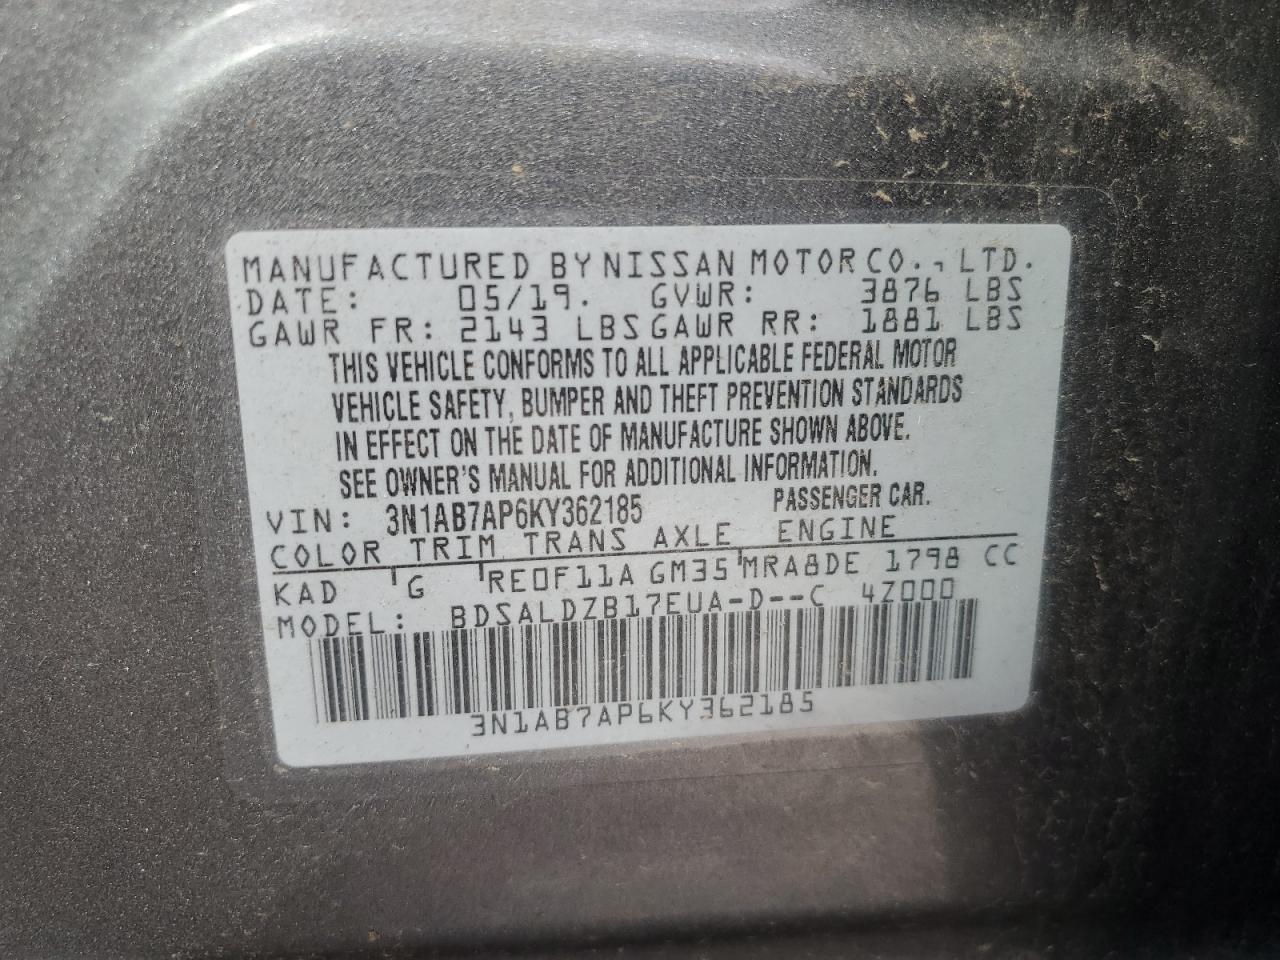 MANUFACTURED BY NISSAN MOTOR CO., LTD.
DATE: 05/19. GVWR: 3876 LBS
GAWR FR: 2143 LBS GAWR RR: 1881 LBS
THIS VEHICLE CONFORMS TO ALL APPLICABLE FEDERAL MOTOR
VEHICLE SAFETY, BUMPER AND THEFT PREVENTION STANDARDS
IN EFFECT ON THE DATE OF MANUFACTURE SHOWN ABOVE.
SEE OWNER'S MANUAL FOR ADDITIONAL INFORMATION.
VIN: 3N1AB7AP6KY362185 PASSENGER CAR.
COLOR TRIM TRANS AXLE ENGINE
KAD G RE0F11A GM35 MRA8DE 1798 CC
MODEL: BDSALDZB17EUA-D--C 4Z000
3N1AB7AP6KY362185